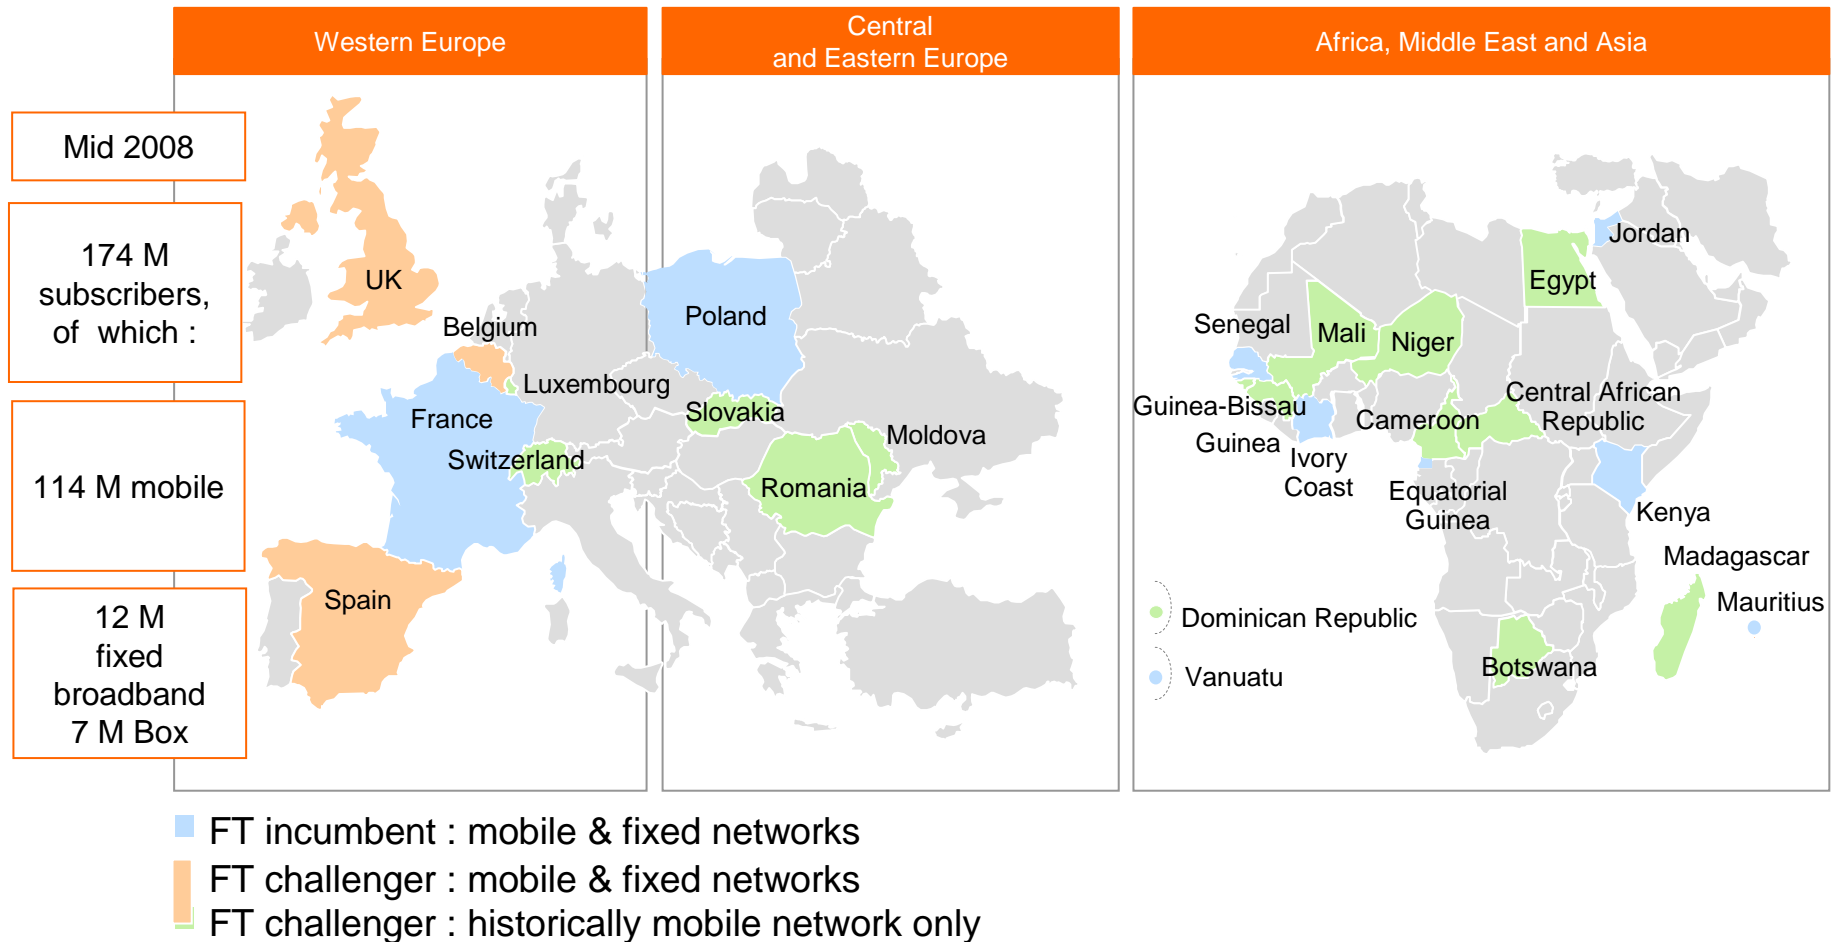 Western Europe
Central
and Eastern Europe
Africa, Middle East and Asia
Mid 2008
174 M
subscribers,
of which :
114 M mobile
12 M
fixed
broadband
7 M Box
UK
Belgium
Luxembourg
France
Switzerland
Spain
Poland
Slovakia
Moldova
Romania
Jordan
Egypt
Senegal
Mali
Niger
Central African
Republic
Guinea-Bissau
Cameroon
Guinea
Ivory
Coast
Equatorial
Guinea
Kenya
Madagascar
Mauritius
Dominican Republic
Botswana
Vanuatu
FT incumbent : mobile & fixed networks
FT challenger : mobile & fixed networks
FT challenger : historically mobile network only